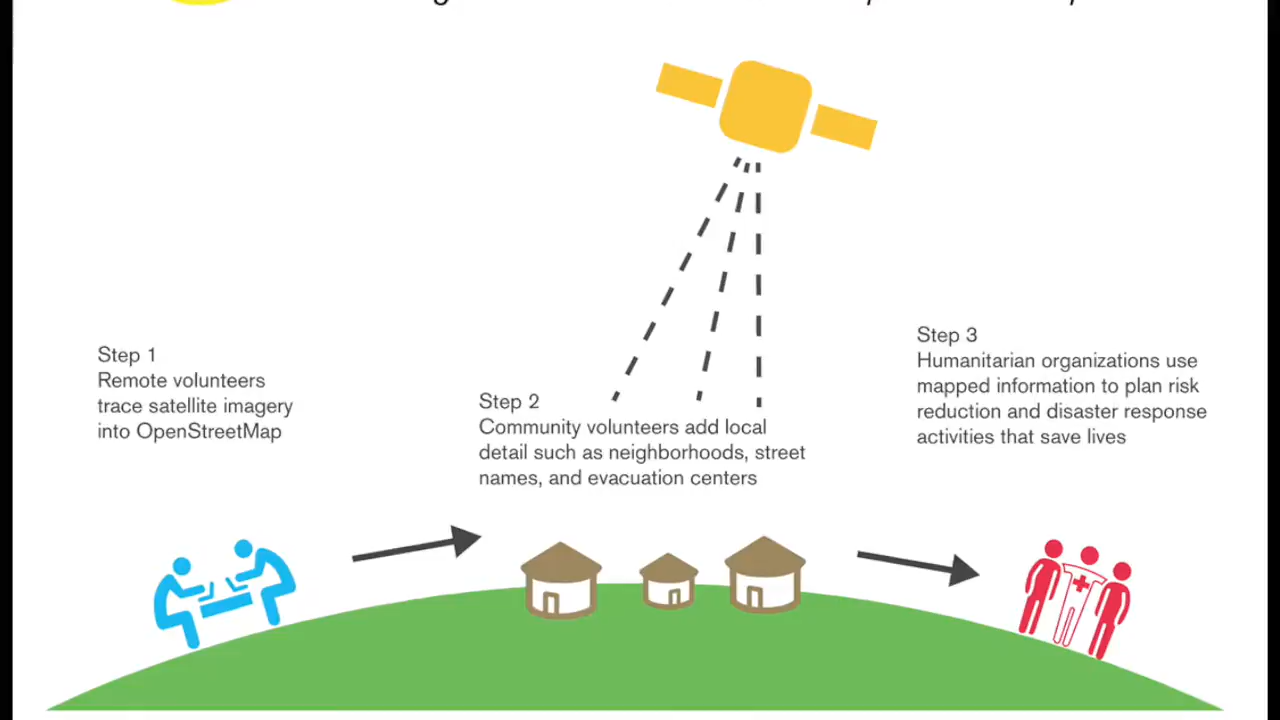 Step 1
Remote volunteers
trace satellite imagery
into OpenStreetMap
Step 2
Community volunteers add local
detail such as neighborhoods, street
names, and evacuation centers
Step 3
Humanitarian organizations use
mapped information to plan risk
reduction and disaster response
activities that save lives